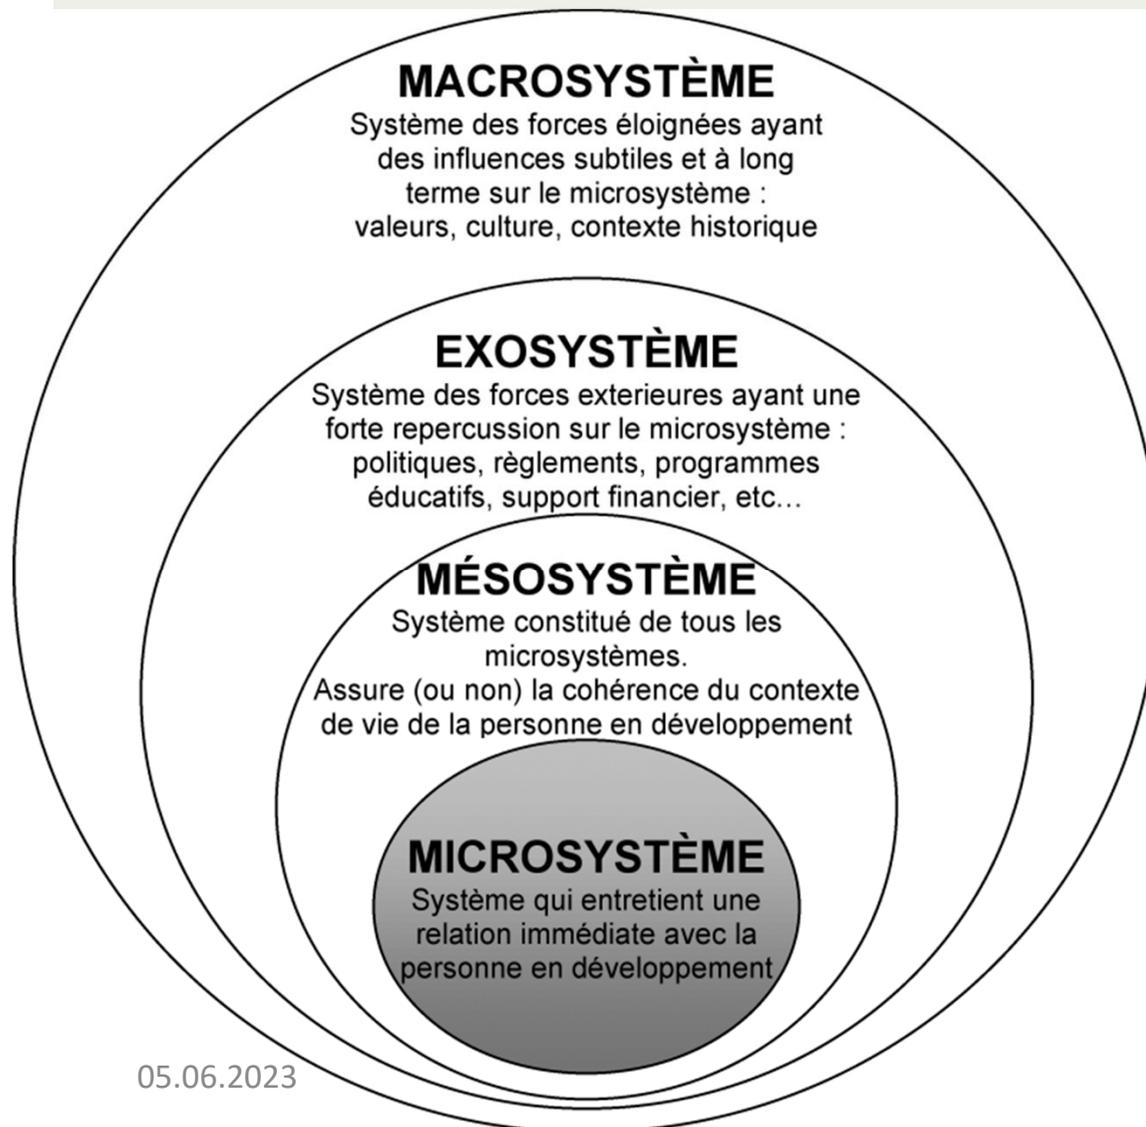 MACROSYSTÈME
Système des forces éloignées ayant
des influences subtiles et à long
terme sur le microsystème :
valeurs, culture, contexte historique
EXOSYSTÈME
Système des forces exterieures ayant une
forte repercussion sur le microsystème :
politiques, règlements, programmes
éducatifs, support financier, etc...
MÉSOSYSTÈME
Système constitué de tous les
microsystèmes.
Assure (ou non) la cohérence du contexte
de vie de la personne en développement
MICROSYSTÈME
Système qui entretient une
relation immédiate avec la
personne en développement
05.06.2023